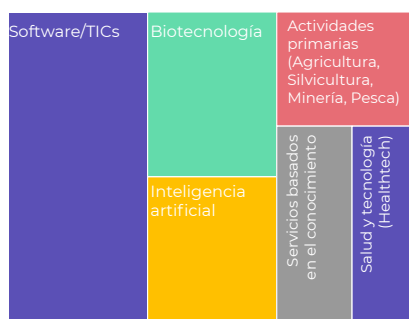 Software/TICs
Biotecnología
Actividades
primarias
(Agricultura,
Silvicultura,
Minería, Pesca)
Inteligencia
artificial
Servicios basados
en el conocimiento
Salud y tecnología
(Healthtech)